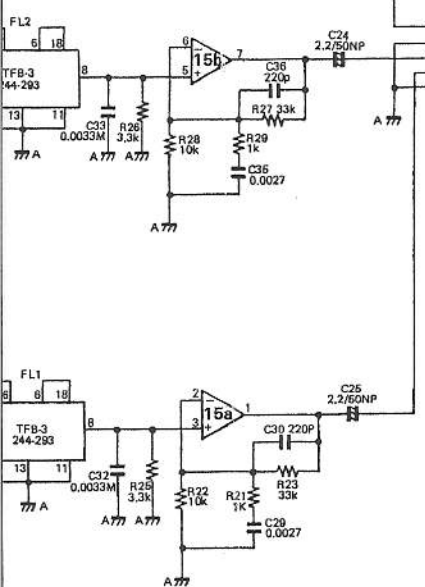 FL2
6 18
TFB-3
244-293
8
13 11
A
C33
0.0033M
A
R26
3,3k
A
6
5
15b
7
C36
220p
R27 33k
R28
10k
R29
1k
C35
0.0027
A
C24
2,2/50NP
A
FL1
6 6 18
TFB-3
244-293
8
13 11
A
C32
0.0033M
A
R25
3,3k
A
2
3
15a
1
C30 220P
R23
33k
R22
10k
R21
1K
C29
0.0027
A
C25
2,2/50NP